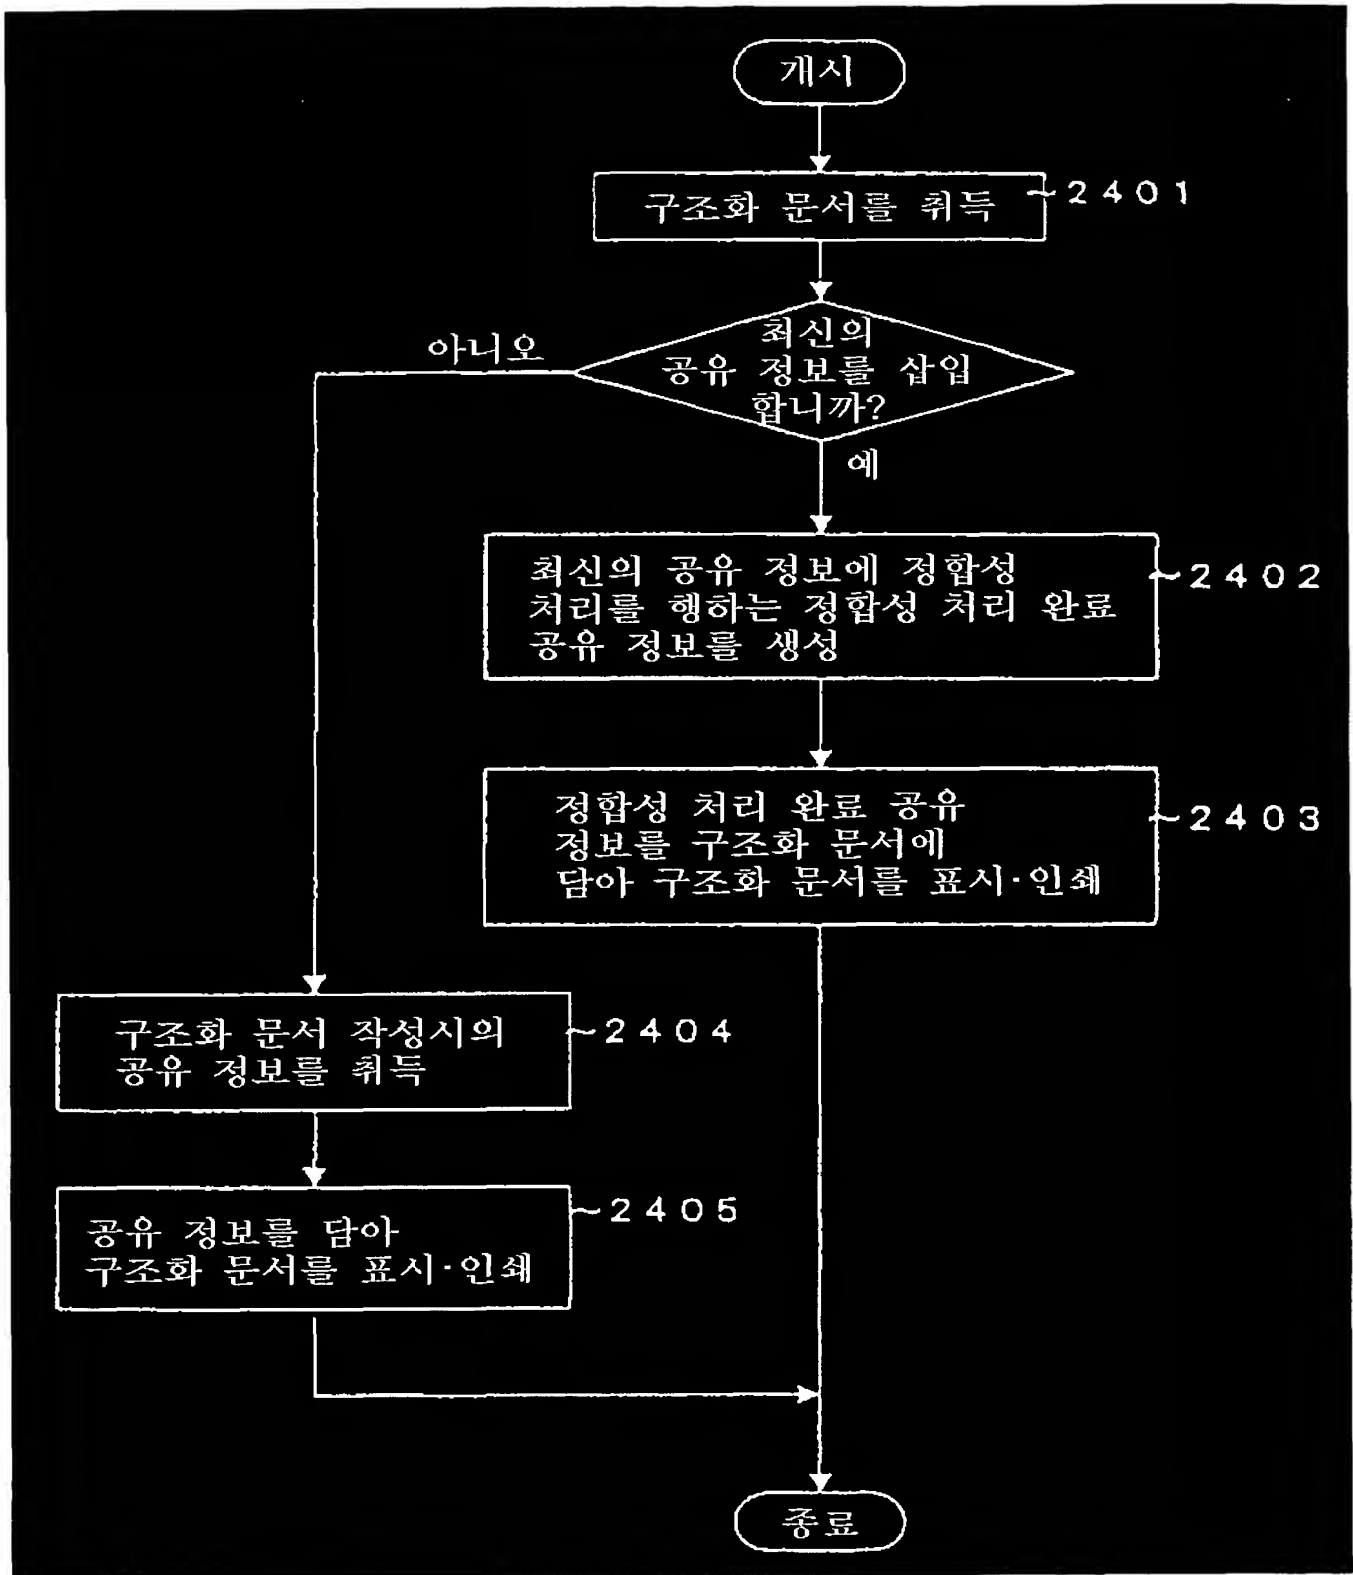 개시
구조화 문서를 취득
~2401
최신의
공유 정보를 삽입
합니까?
아니오
예
최신의 공유 정보에 정합성
처리를 행하는 정합성 처리 완료
공유 정보를 생성
~2402
정합성 처리 완료 공유
정보를 구조화 문서에
담아 구조화 문서를 표시·인쇄
~2403
구조화 문서 작성시의
공유 정보를 취득
~2404
공유 정보를 담아
구조화 문서를 표시·인쇄
~2405
종료